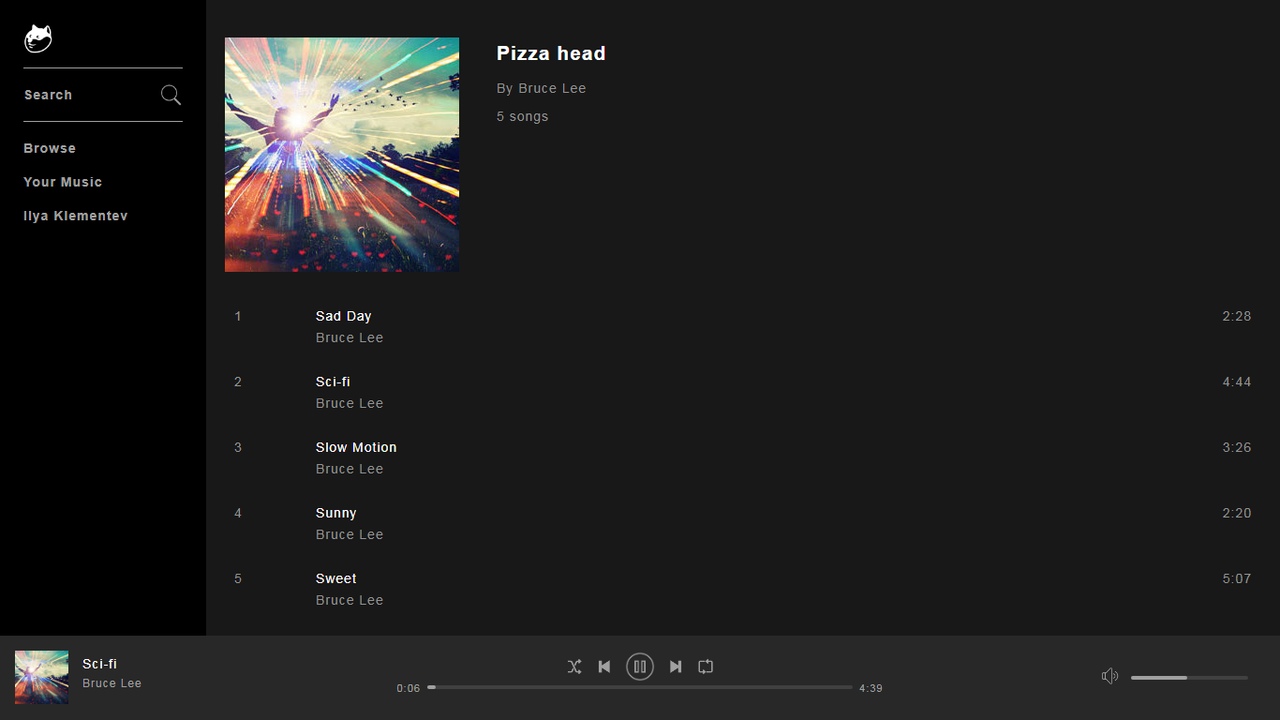 Search
Browse
Your Music
Ilya Klementev
Pizza head
By Bruce Lee
5 songs
1 Sad Day 2:28
Bruce Lee
2 Sci-fi 4:44
Bruce Lee
3 Slow Motion 3:26
Bruce Lee
4 Sunny 2:20
Bruce Lee
5 Sweet 5:07
Bruce Lee
Sci-fi
Bruce Lee
0:06 4:39